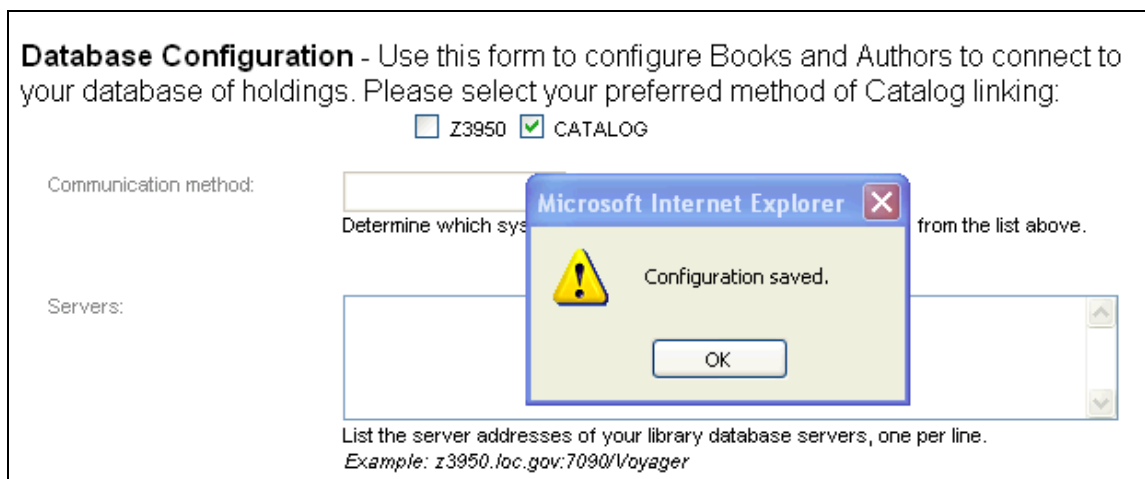 Database Configuration - Use this form to configure Books and Authors to connect to
your database of holdings. Please select your preferred method of Catalog linking:
Z3950 CATALOG
Communication method:
Microsoft Internet Explorer
Determine which sys from the list above.
Configuration saved.
Servers:
OK
List the server addresses of your library database servers, one per line.
Example: z3950.loc.gov:7090/Voyager